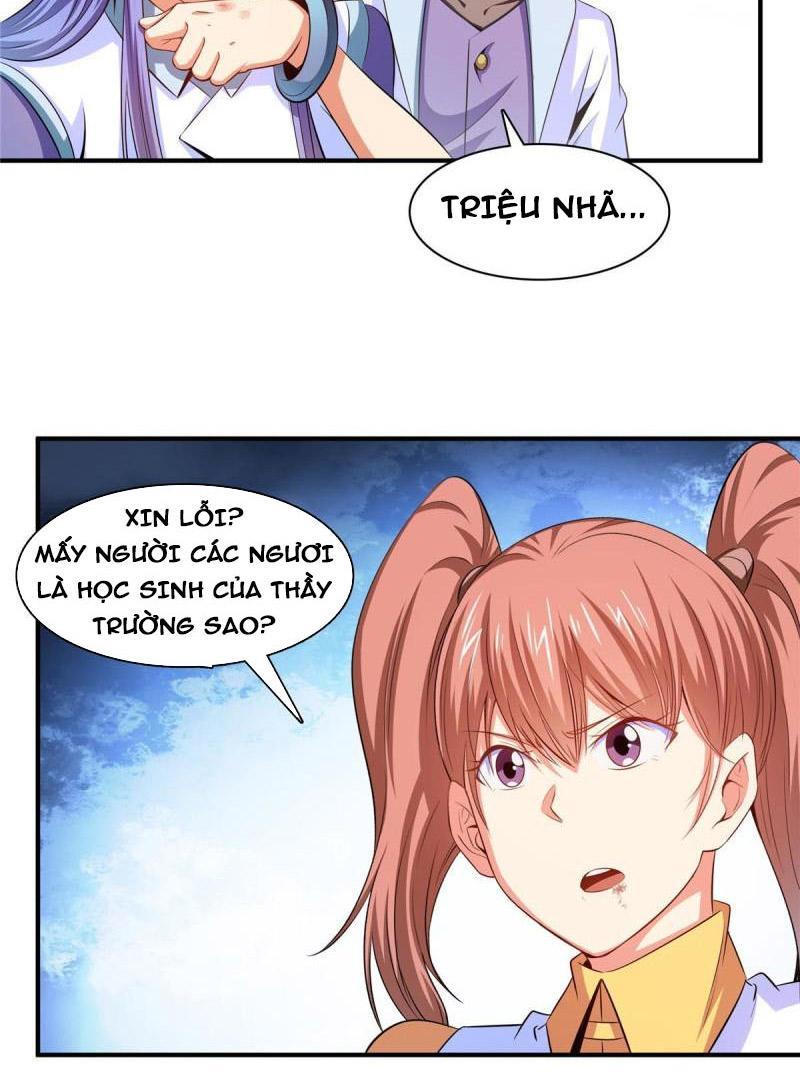 TRIỆU NHÃ...
XIN LỖI?
MẤY NGƯỜI CÁC NGƯƠI
LÀ HỌC SINH CỦA THẦY
TRƯỜNG SAO?